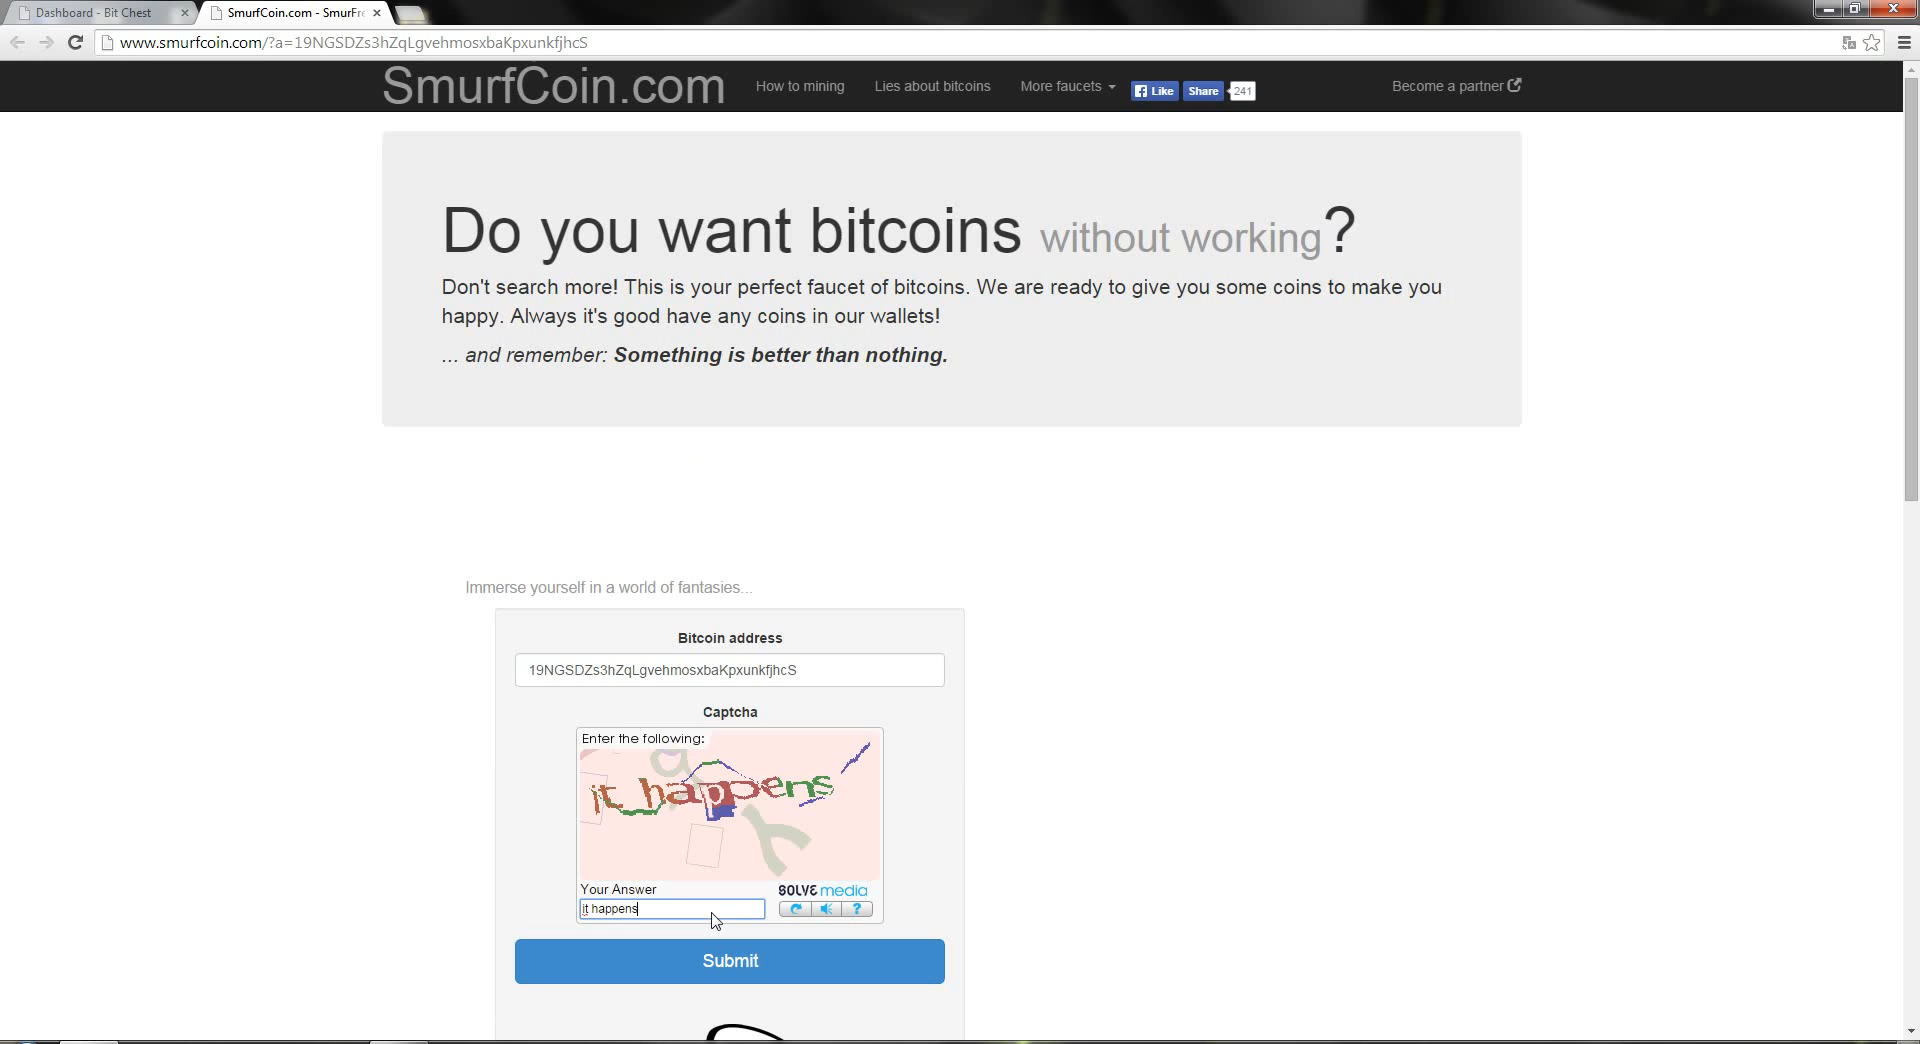 Dashboard - Bit Chest
SmurfCoin.com - SmurFre
www.smurfcoin.com/?a=19NGSDZs3hZqLgvehmosxbaKpxunkfjhcS
SmurfCoin.com How to mining Lies about bitcoins More faucets Like Share 241 Become a partner
Do you want bitcoins without working?
Don't search more! This is your perfect faucet of bitcoins. We are ready to give you some coins to make you
happy. Always it's good have any coins in our wallets!
... and remember: Something is better than nothing.
Immerse yourself in a world of fantasies...
Bitcoin address
19NGSDZs3hZqLgvehmosxbaKpxunkfjhcS
Captcha
Enter the following:
it happens
Your Answer
SOLVE media
it happens
?
Submit